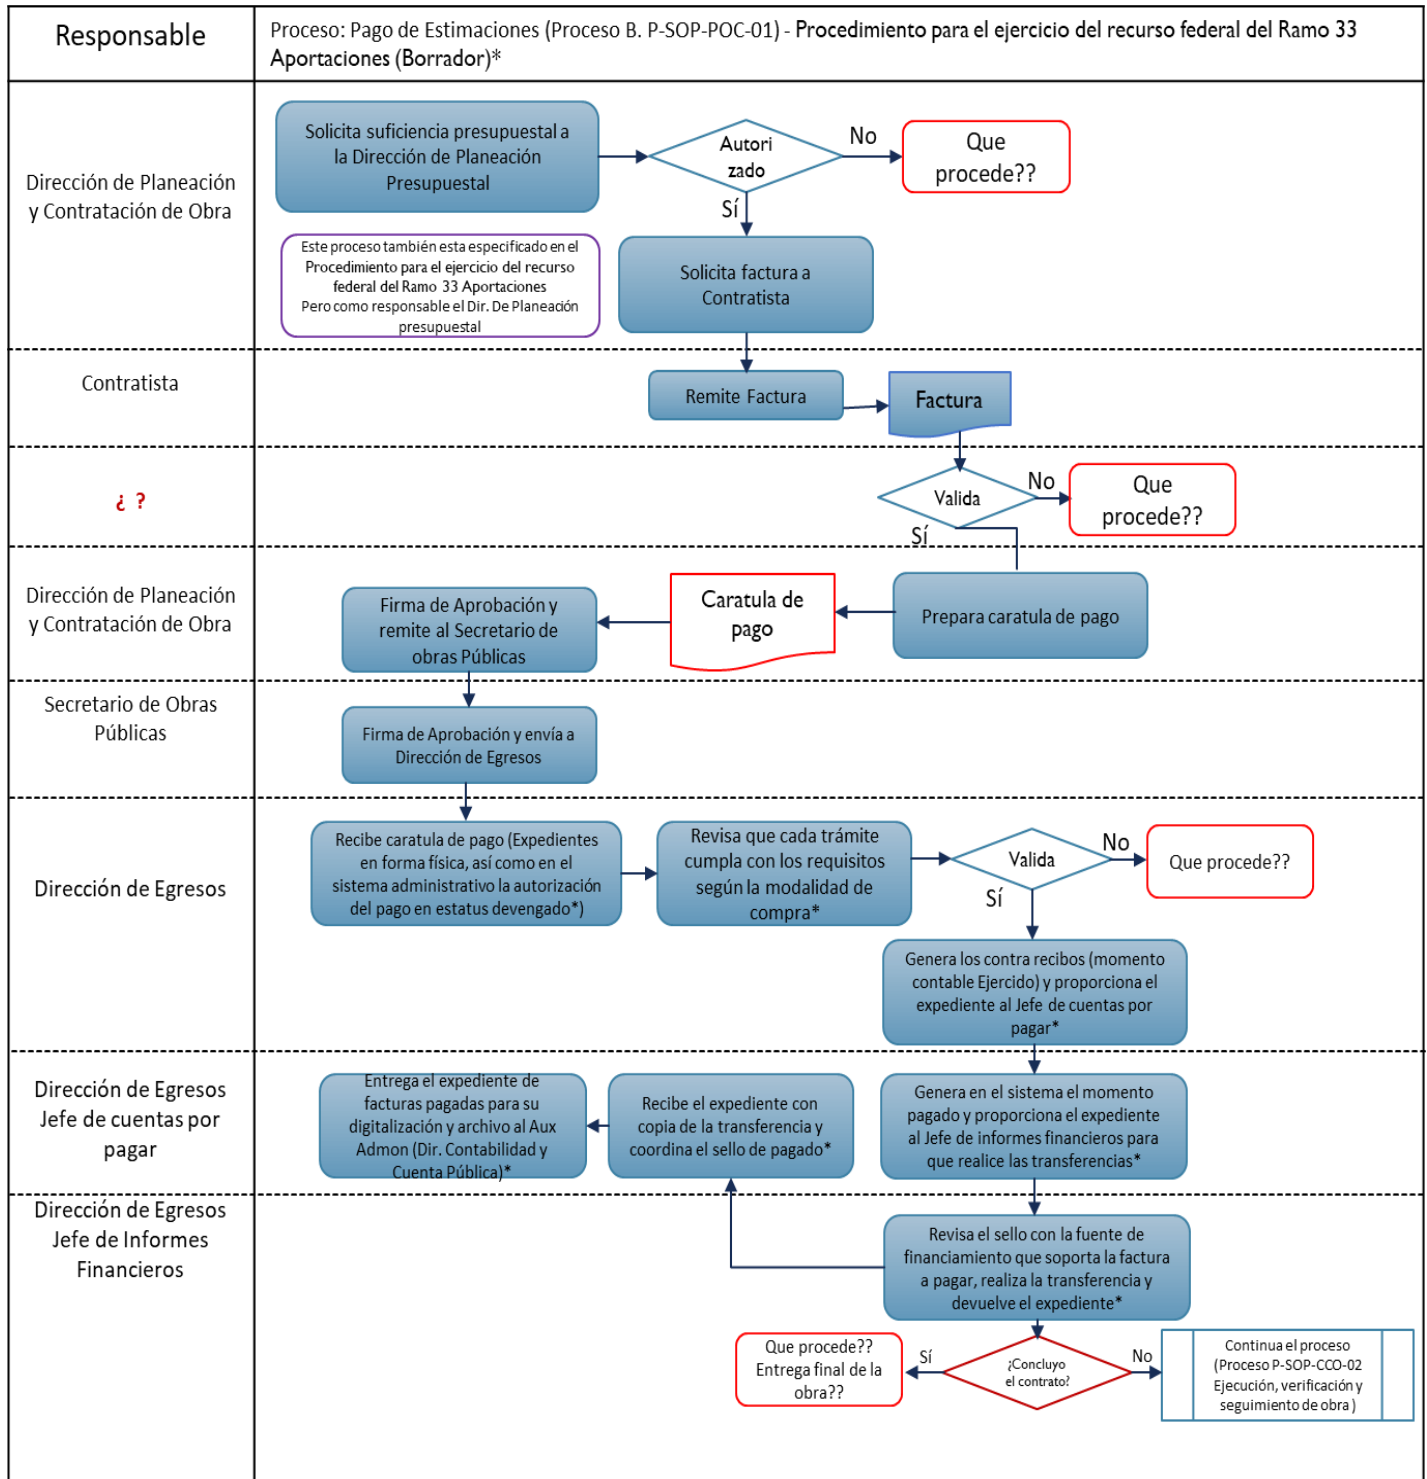 Responsable
Proceso: Pago de Estimaciones (Proceso B. P-SOP-POC-01) - Procedimiento para el ejercicio del recurso federal del Ramo 33
Aportaciones (Borrador)*
Dirección de Planeación
y Contratación de Obra
Solicita suficiencia presupuestal a
la Dirección de Planeación
Presupuestal
Autori
zado
No
Que
procede??
Sí
Este proceso también esta especificado en el
Procedimiento para el ejercicio del recurso
federal del Ramo 33 Aportaciones
Pero como responsable el Dir. De Planeación
presupuestal
Solicita factura a
Contratista
Contratista
Remite Factura
Factura
¿ ?
Valida
No
Que
procede??
Sí
Dirección de Planeación
y Contratación de Obra
Firma de Aprobación y
remite al Secretario de
obras Públicas
Caratula de
pago
Prepara caratula de pago
Secretario de Obras
Públicas
Firma de Aprobación y envía a
Dirección de Egresos
Dirección de Egresos
Recibe caratula de pago (Expedientes
en forma física, así como en el
sistema administrativo la autorización
del pago en estatus devengado*)
Revisa que cada trámite
cumpla con los requisitos
según la modalidad de
compra*
Valida
No
Que procede??
Sí
Genera los contra recibos (momento
contable Ejercido) y proporciona el
expediente al Jefe de cuentas por
pagar*
Dirección de Egresos
Jefe de cuentas por
pagar
Entrega el expediente de
facturas pagadas para su
digitalización y archivo al Aux
Admon (Dir. Contabilidad y
Cuenta Pública)*
Recibe el expediente con
copia de la transferencia y
coordina el sello de pagado*
Genera en el sistema el momento
pagado y proporciona el expediente
al Jefe de informes financieros para
que realice las transferencias*
Dirección de Egresos
Jefe de Informes
Financieros
Revisa el sello con la fuente de
financiamiento que soporta la factura
a pagar, realiza la transferencia y
devuelve el expediente*
Que procede??
Entrega final de la
obra??
Sí
¿Concluyo
el contrato?
No
Continua el proceso
(Proceso P-SOP-CCO-02
Ejecución, verificación y
seguimiento de obra )